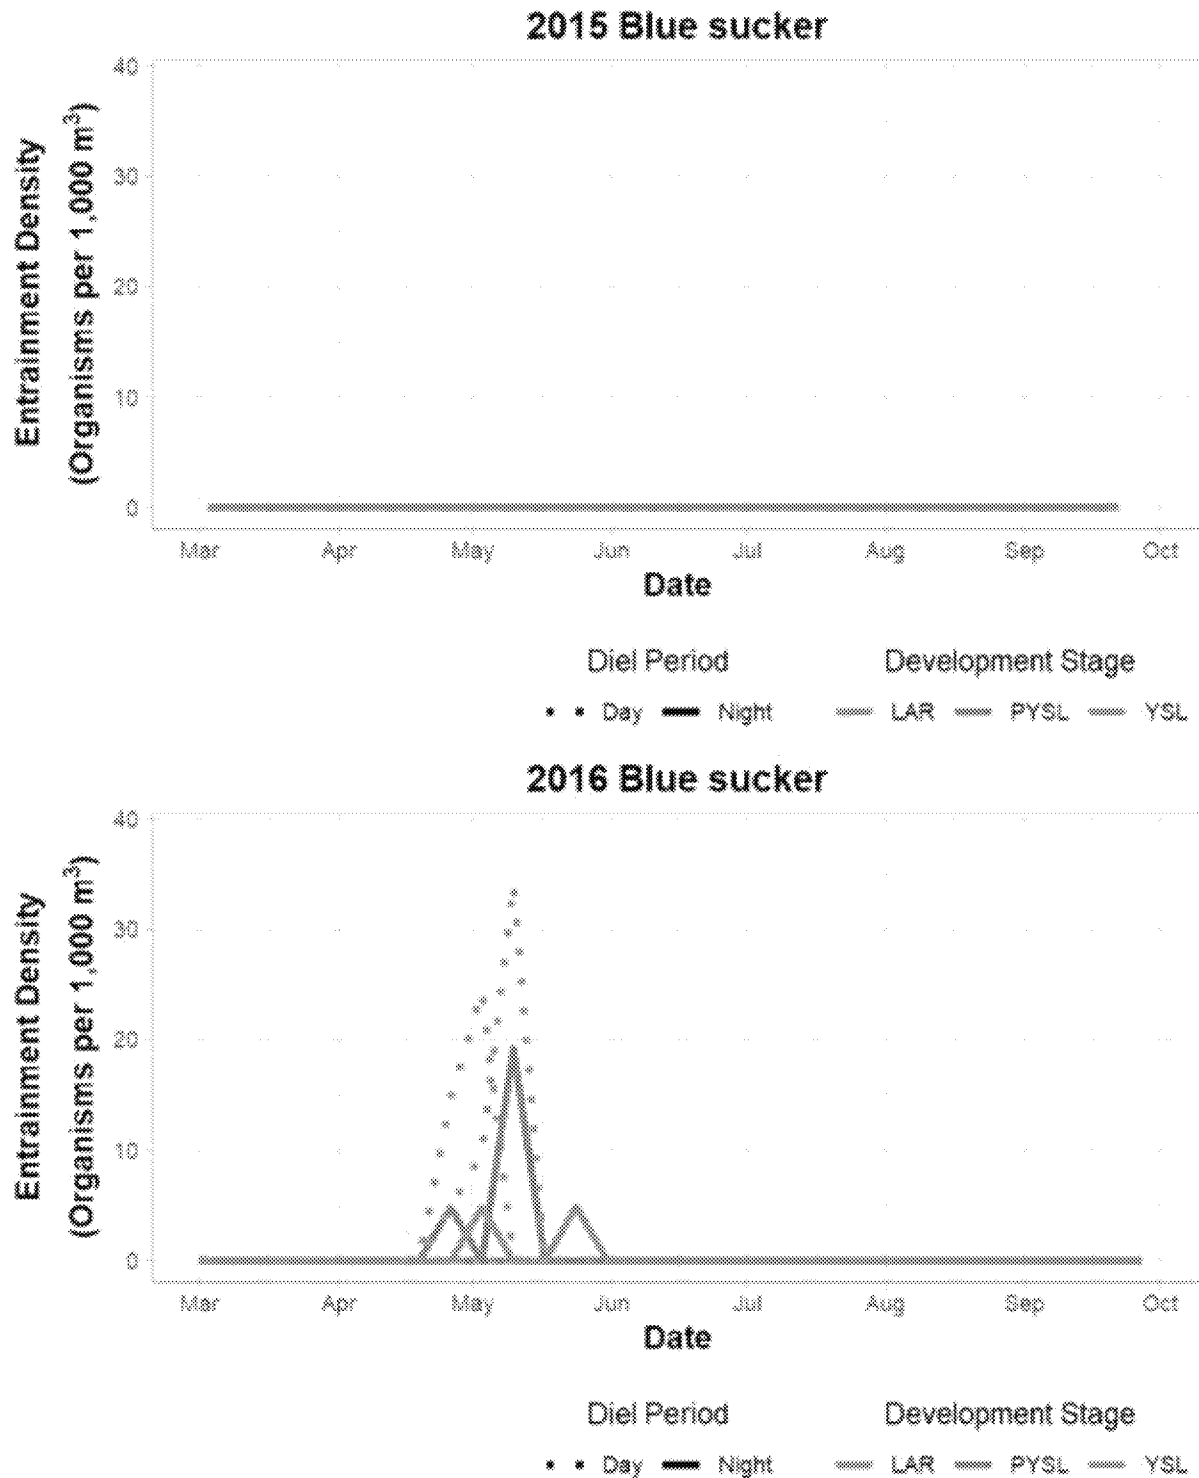 2015 Blue sucker
Entrainment Density
(Organisms per 1,000 m³)
40
30
20
10
0
Mar Apr May Jun Jul Aug Sep Oct
Date
Diel Period Development Stage
Day Night LAR PYSL YSL
2016 Blue sucker
Entrainment Density
(Organisms per 1,000 m³)
40
30
20
10
0
Mar Apr May Jun Jul Aug Sep Oct
Date
Diel Period Development Stage
Day Night LAR PYSL YSL